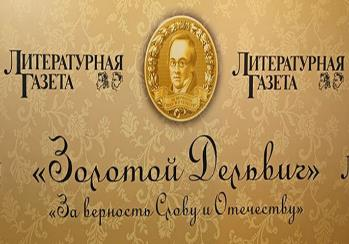 Литературная
Газета
Литературная
Газета
«Золотой Дельвиг»
«За верность Слову и Отечеству»